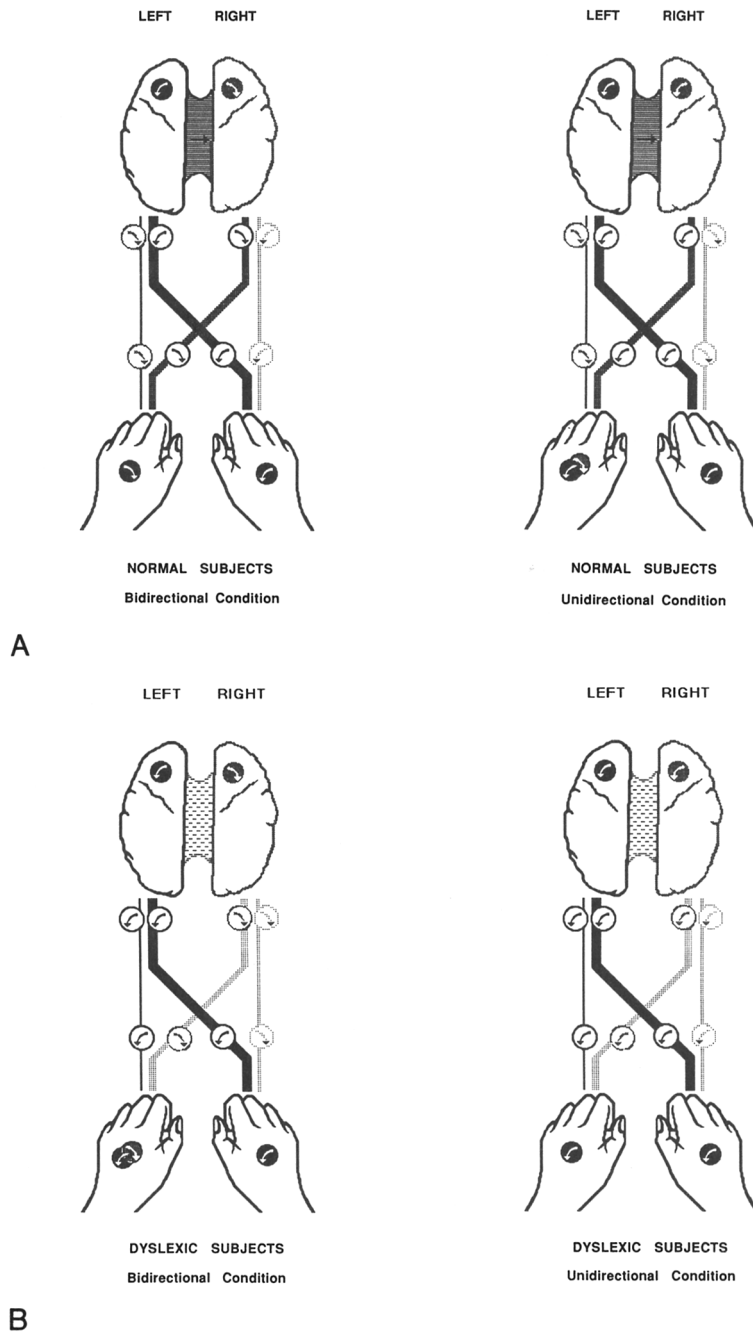 LEFT RIGHT
LEFT RIGHT
NORMAL SUBJECTS
Bidirectional Condition
NORMAL SUBJECTS
Unidirectional Condition
A
LEFT RIGHT
LEFT RIGHT
DYSLEXIC SUBJECTS
Bidirectional Condition
DYSLEXIC SUBJECTS
Unidirectional Condition
B